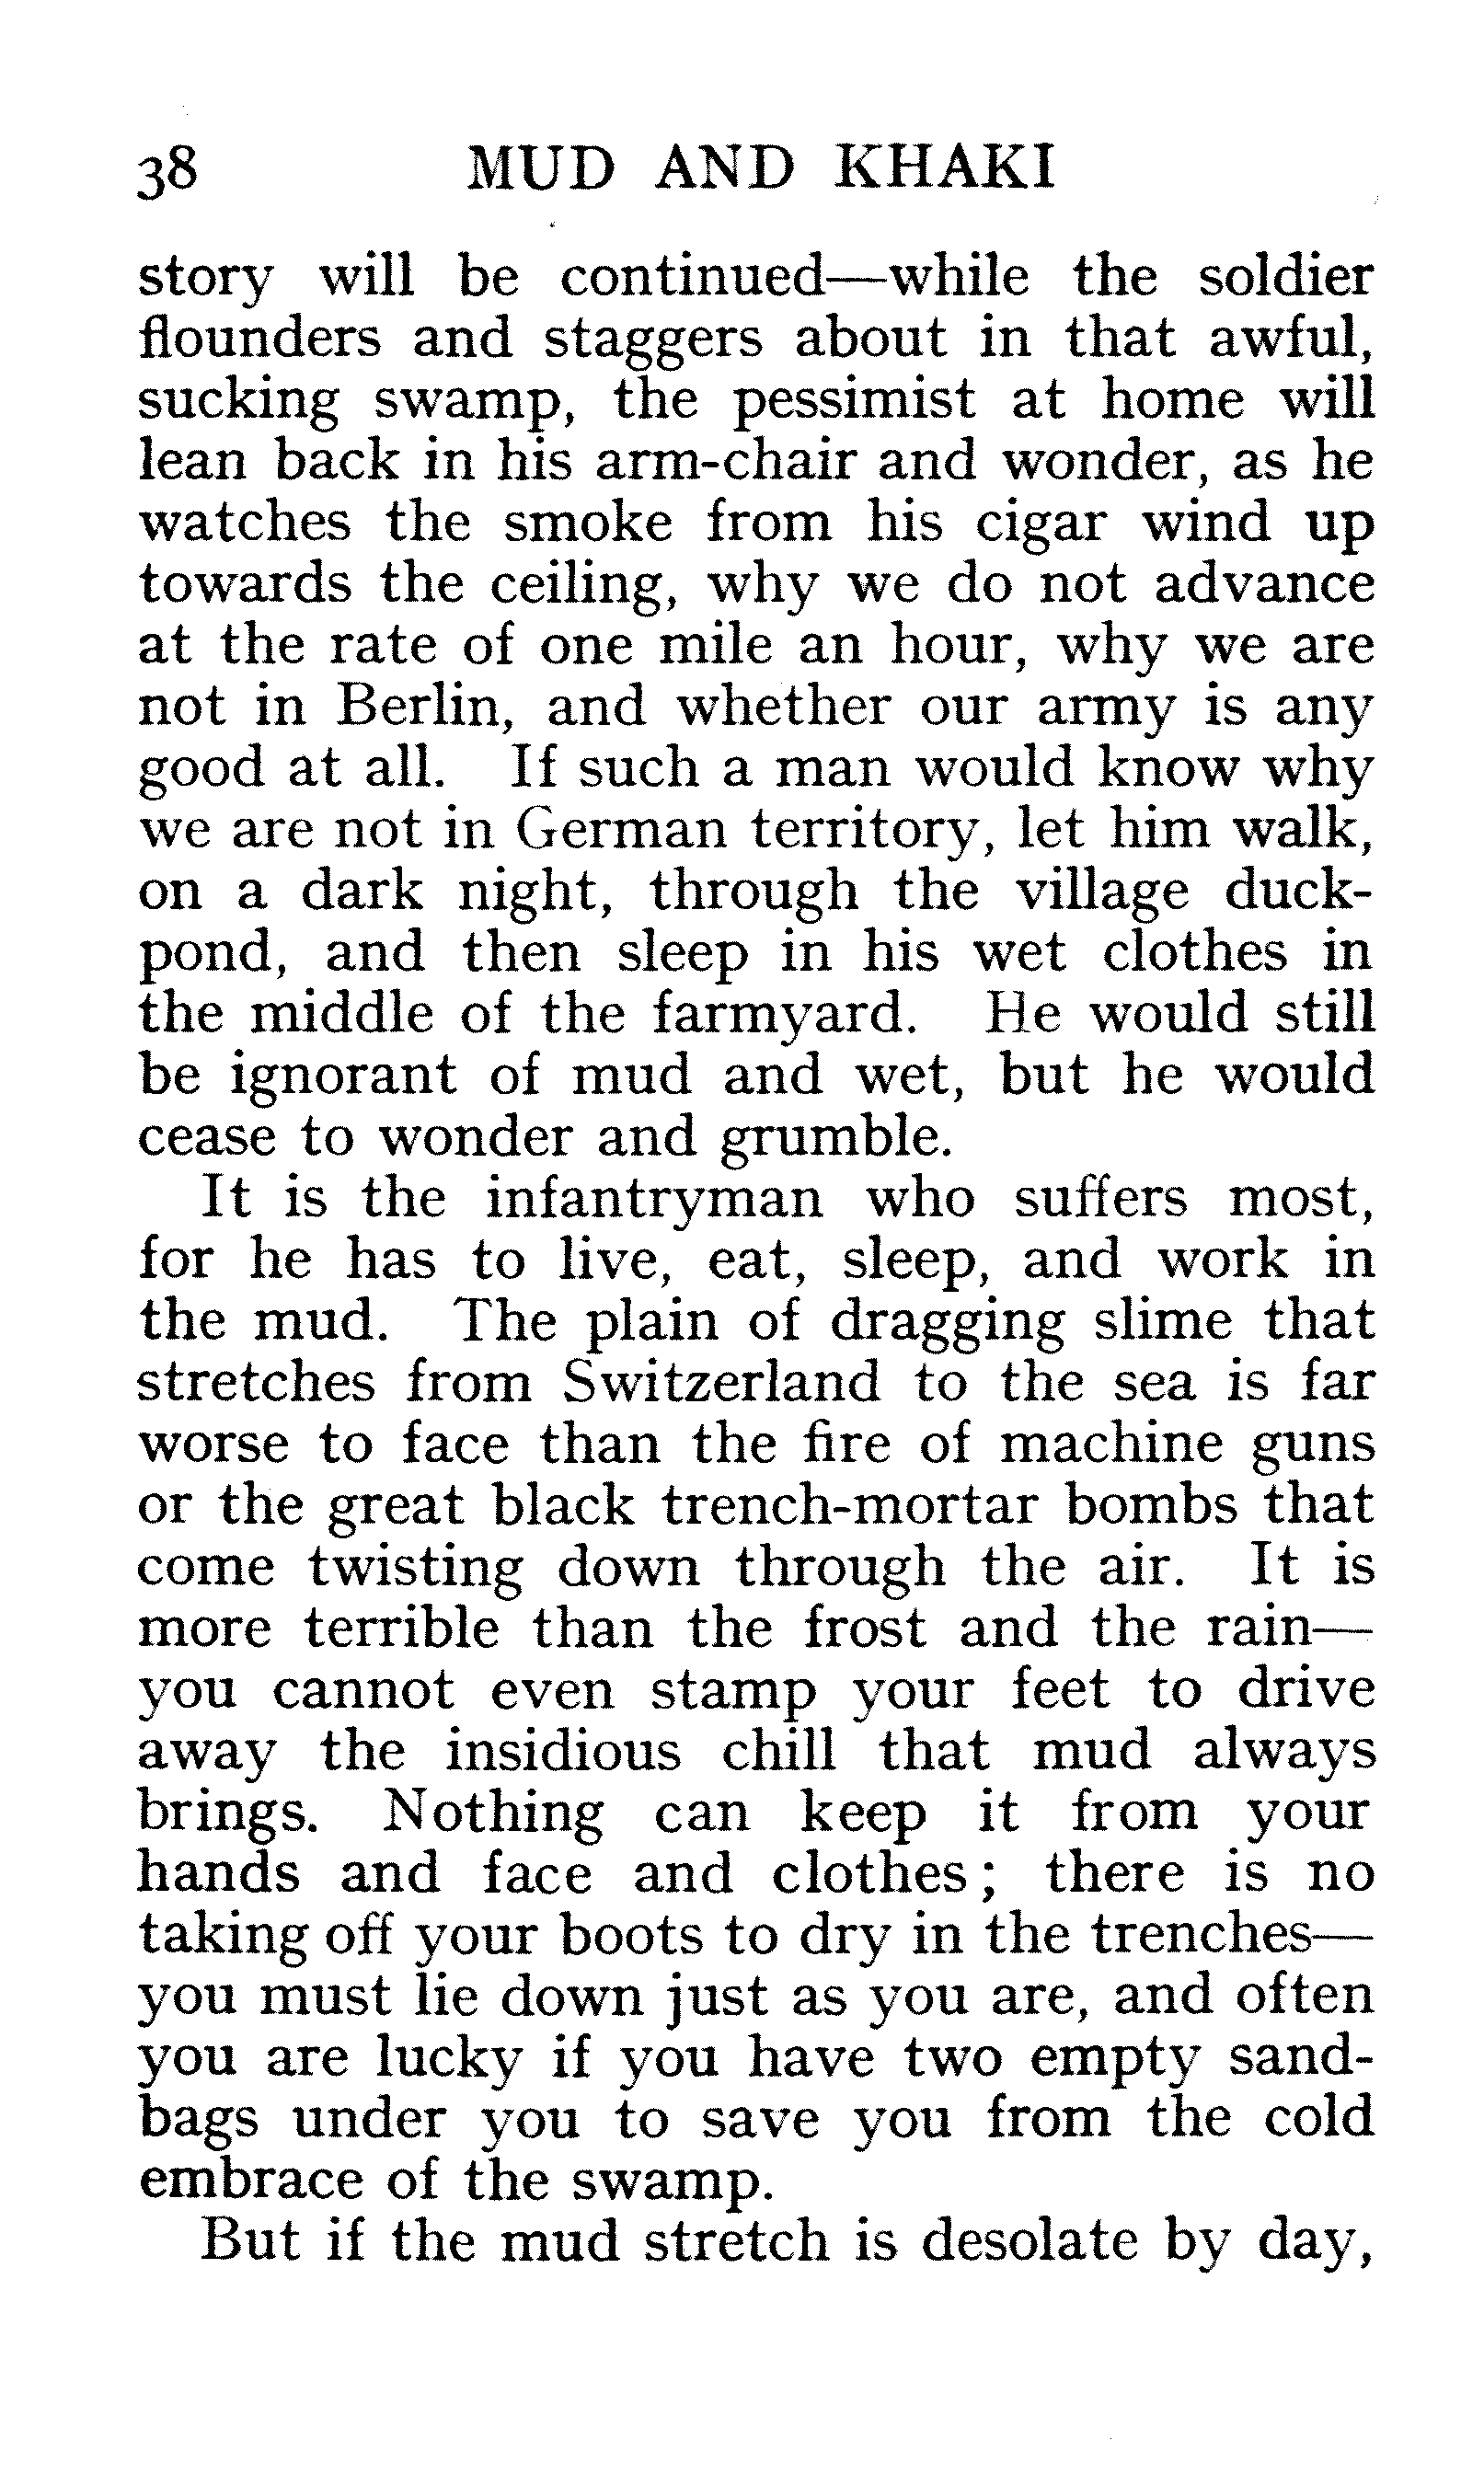 38 MUD AND KHAKI
story will be continued—while the soldier
flounders and staggers about in that awful,
sucking swamp, the pessimist at home will
lean back in his arm-chair and wonder, as he
watches the smoke from his cigar wind up
towards the ceiling, why we do not advance
at the rate of one mile an hour, why we are
not in Berlin, and whether our army is any
good at all. If such a man would know why
we are not in German territory, let him walk,
on a dark night, through the village duck-
pond, and then sleep in his wet clothes in
the middle of the farmyard. He would still
be ignorant of mud and wet, but he would
cease to wonder and grumble.
It is the infantryman who suffers most,
for he has to live, eat, sleep, and work in
the mud. The plain of dragging slime that
stretches from Switzerland to the sea is far
worse to face than the fire of machine guns
or the great black trench-mortar bombs that
come twisting down through the air. It is
more terrible than the frost and the rain—
you cannot even stamp your feet to drive
away the insidious chill that mud always
brings. Nothing can keep it from your
hands and face and clothes; there is no
taking off your boots to dry in the trenches—
you must lie down just as you are, and often
you are lucky if you have two empty sand-
bags under you to save you from the cold
embrace of the swamp.
But if the mud stretch is desolate by day,